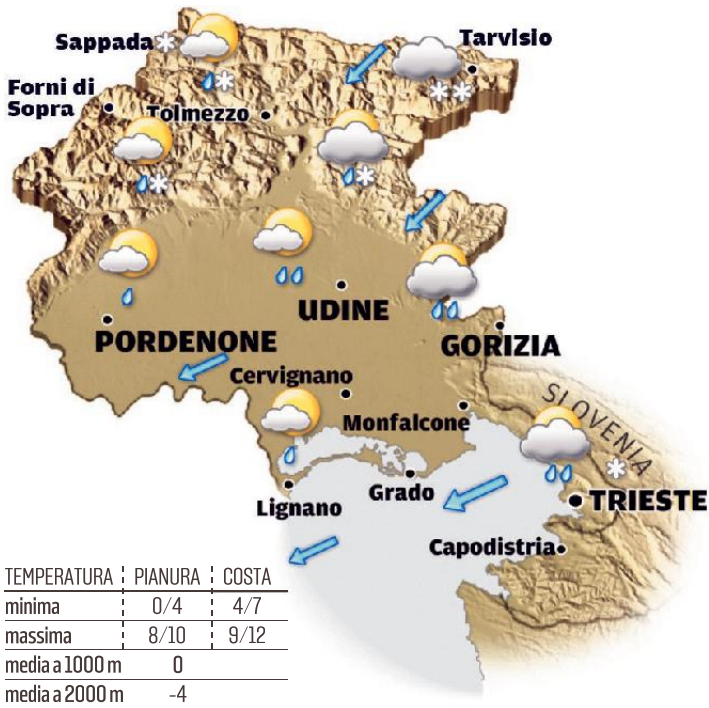 Sappada
Tarvisio
Forni di
Sopra
Tolmezzo
UDINE
PORDENONE
GORIZIA
Cervignano
SLOVENIA
Monfalcone
Grado
TRIESTE
Lignano
Capodistria
TEMPERATURA PIANURA COSTA
minima 0/4 4/7
massima 8/10 9/12
media a 1000 m 0
media a 2000 m -4